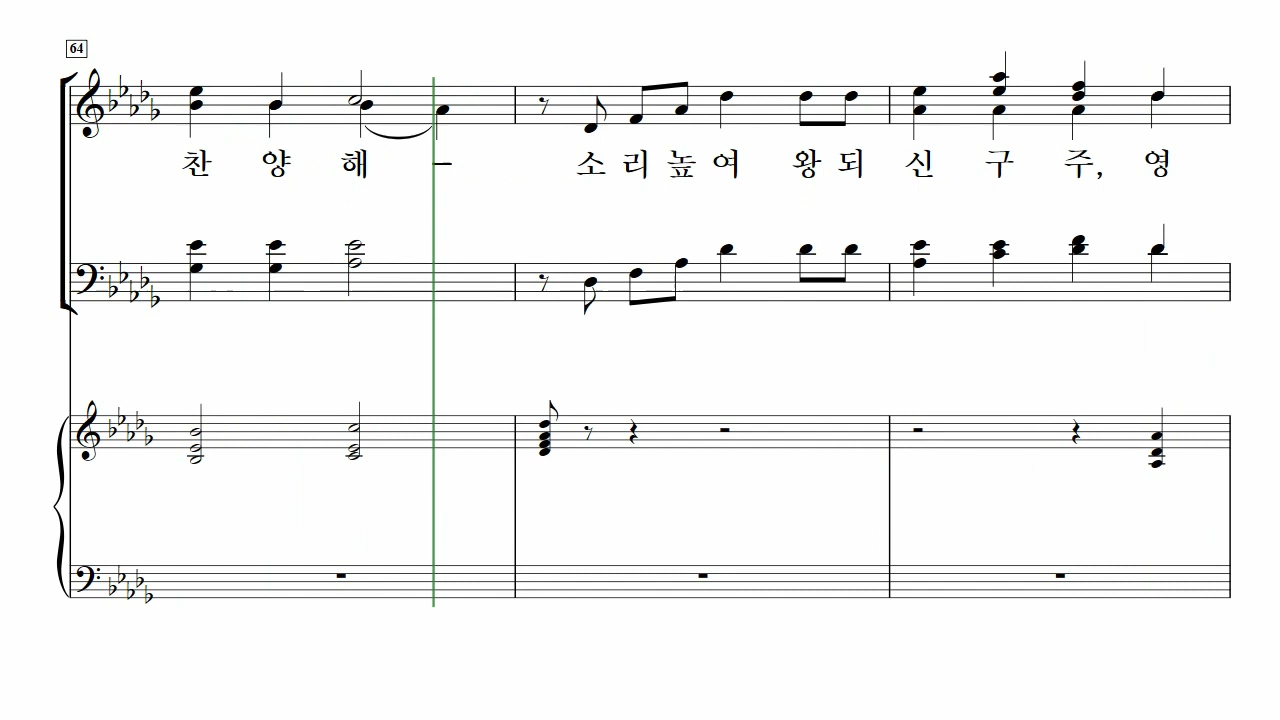 64
찬 양 해 – 소 리 높 여 왕 되 신 구 주, 영